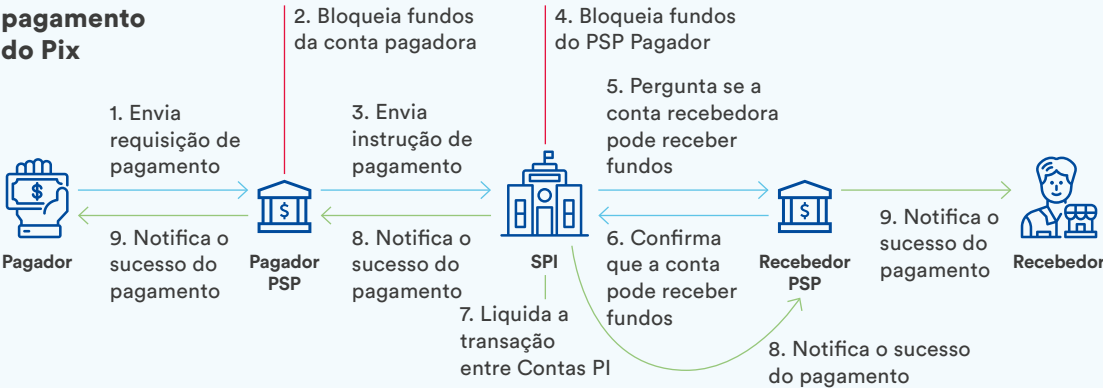 pagamento
do Pix
2. Bloqueia fundos
da conta pagadora
4. Bloqueia fundos
do PSP Pagador
1. Envia
requisição de
pagamento
3. Envia
instrução de
pagamento
5. Pergunta se a
conta recebedora
pode receber
fundos
$
$
$
9. Notifica o
sucesso do
pagamento
8. Notifica o
sucesso do
pagamento
6. Confirma
que a conta
pode receber
fundos
9. Notifica o
sucesso do
pagamento
Pagador
Pagador
PSP
SPI
Recebedor
PSP
Recebedor
7. Liquida a
transação
entre Contas PI
8. Notifica o sucesso
do pagamento